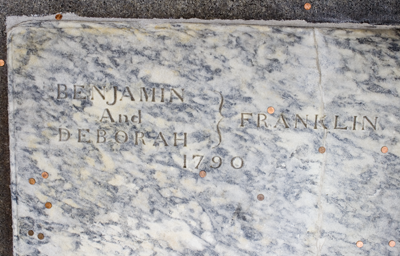 BENJAMIN
And
DEBORAH
FRANKLIN
1790